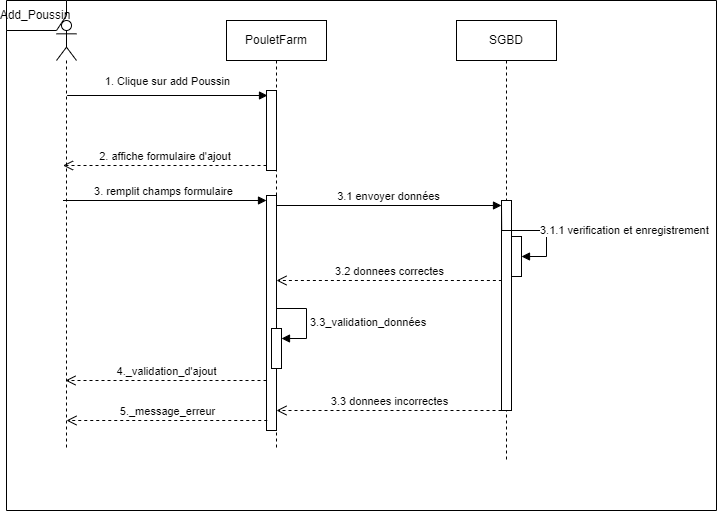 Add_Poussin
PouletFarm
SGBD
1. Clique sur add Poussin
2. affiche formulaire d'ajout
3. remplit champs formulaire
3.1 envoyer données
3.1.1 verification et enregistrement
3.2 donnees correctes
3.3_validation_données
4._validation_d'ajout
3.3 donnees incorrectes
5._message_erreur